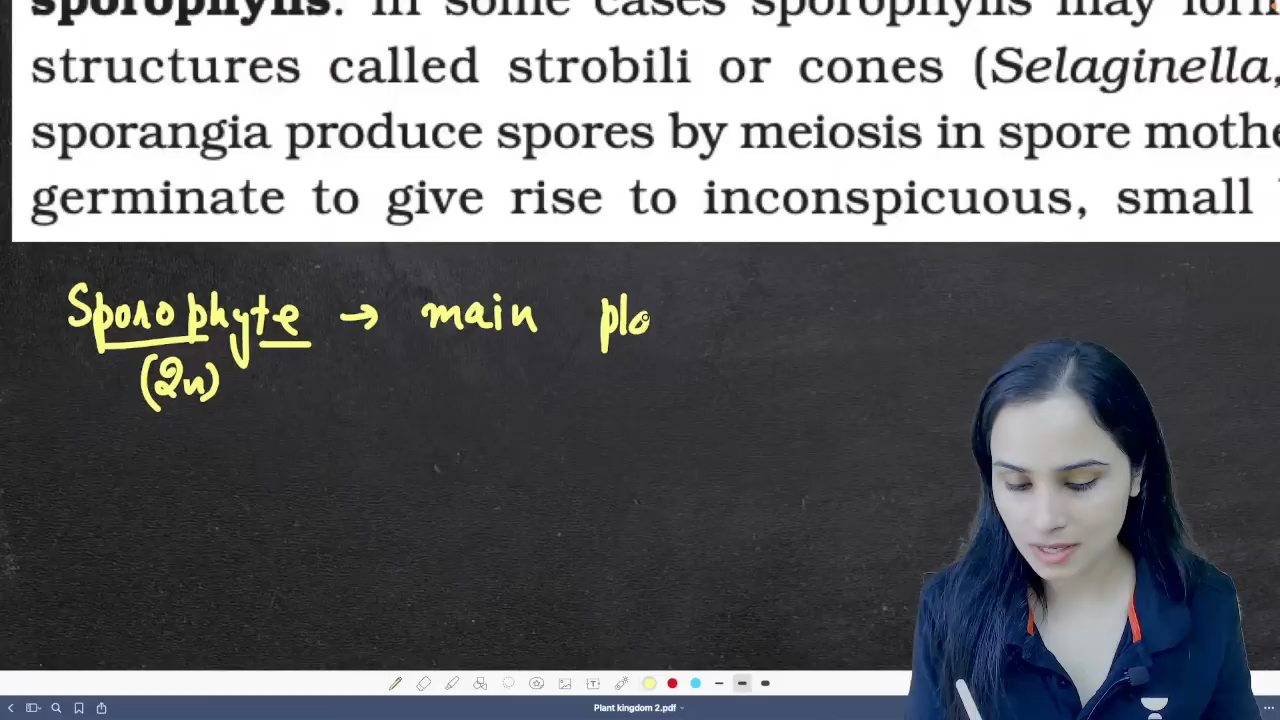 sporophylls. In some cases sporophylls may form
structures called strobili or cones (Selaginella,
sporangia produce spores by meiosis in spore mothe
germinate to give rise to inconspicuous, small
Sporophyte → main pla
(2n)
Plant kingdom 2.pdf